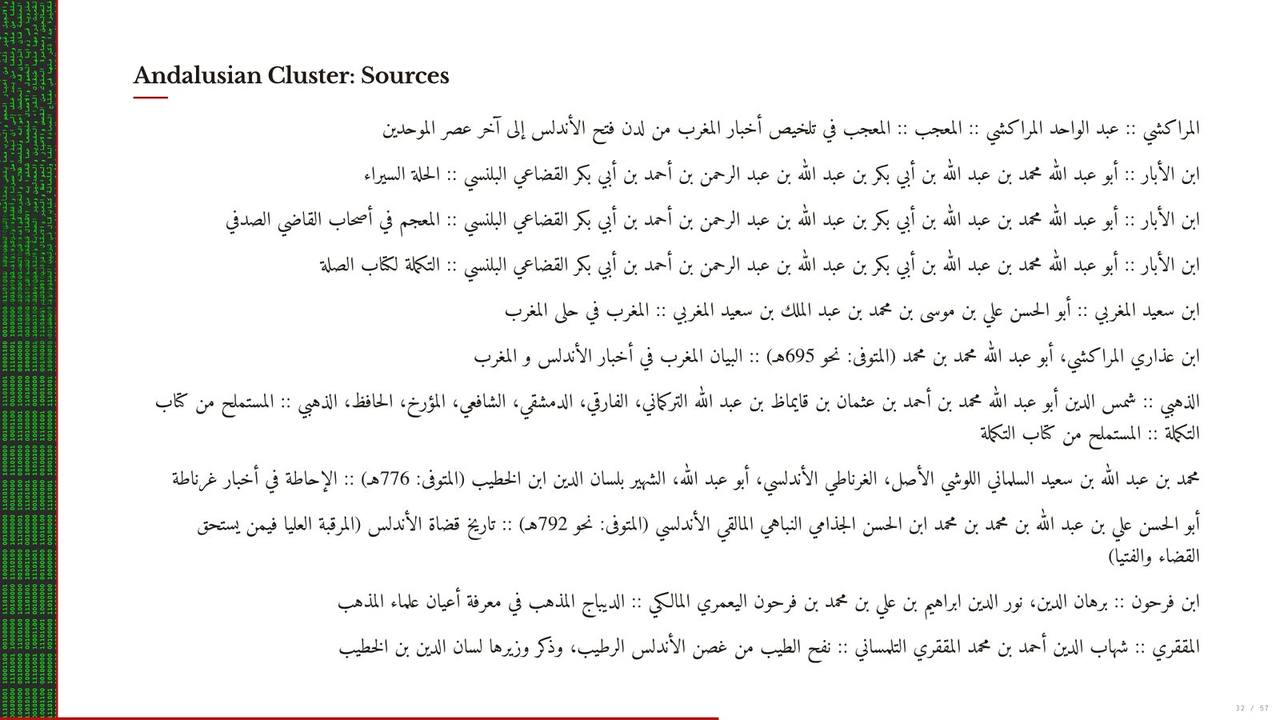 Andalusian Cluster: Sources
المراكشي :: عبد الواحد المراكشي :: المعجب :: المعجب في تلخيص أخبار المغرب من لدن فتح الأندلس إلى آخر عصر الموحدين
ابن الأبار :: أبو عبد الله محمد بن عبد الله بن أبي بكر بن عبد الله بن عبد الرحمن بن أحمد بن أبي بكر القضاعي البلنسي :: الحلة السيراء
ابن الأبار :: أبو عبد الله محمد بن عبد الله بن أبي بكر بن عبد الله بن عبد الرحمن بن أحمد بن أبي بكر القضاعي البلنسي :: المعجم في أصحاب القاضي الصدفي
ابن الأبار :: أبو عبد الله محمد بن عبد الله بن أبي بكر بن عبد الله بن عبد الرحمن بن أحمد بن أبي بكر القضاعي البلنسي :: التكملة لكتاب الصلة
ابن سعيد المغربي :: أبو الحسن علي بن موسى بن محمد بن عبد الملك بن سعيد المغربي :: المغرب في حلى المغرب
ابن عذاري المراكشي، أبو عبد الله محمد بن محمد (المتوفى: نحو 695هـ) :: البيان المغرب في أخبار الأندلس و المغرب
الذهبي :: شمس الدين أبو عبد الله محمد بن أحمد بن عثمان بن قايماظ بن عبد الله التركماني، الفارقي، الدمشقي، الشافعي، المؤرخ، الحافظ، الذهبي :: المستملح من كتاب
التكملة :: المستملح من كتاب التكملة
محمد بن عبد الله بن سعيد السلماني اللوشي الأصل، الغرناطي الأندلسي، أبو عبد الله، الشهير بلسان الدين ابن الخطيب (المتوفى: 776هـ) :: الإحاطة في أخبار غرناطة
أبو الحسن علي بن عبد الله بن محمد بن محمد ابن الحسن الجذامي النباهي المالقي الأندلسي (المتوفى: نحو 792هـ) :: تاريخ قضاة الأندلس (المرقبة العليا فيمن يستحق
القضاء والفتيا)
ابن فرحون :: برهان الدين، نور الدين ابراهيم بن علي بن محمد بن فرحون اليعمري المالكي :: الديباج المذهب في معرفة أعيان علماء المذهب
المققري :: شهاب الدين أحمد بن محمد المققري التلمساني :: نفح الطيب من غصن الأندلس الرطيب، وذكر وزيرها لسان الدين بن الخطيب
32 / 57